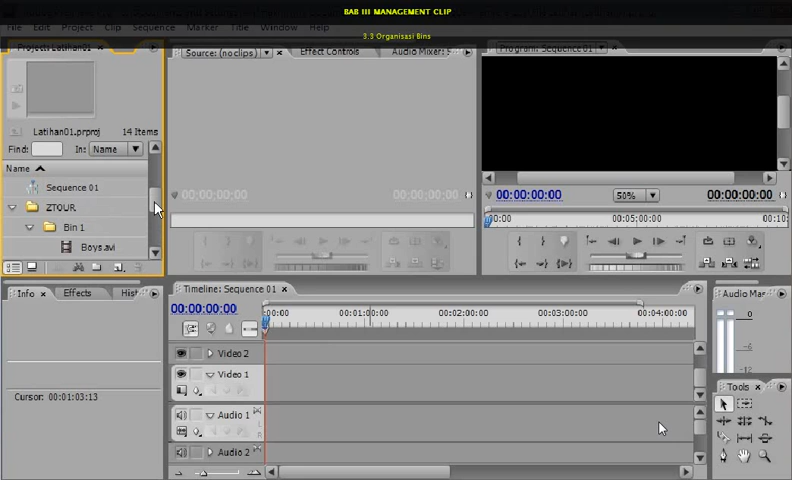 BAB III MANAGEMENT CLIP
3.3 Organisasi Bins
File Edit Project Clip Sequence Marker Title Window Help
Project: Latihan01
Latihan01.prproj 14 Items
Find: In: Name
Name
Sequence 01
ZTOUR
Bin 1
Boys.avi
Source: (no clips) Effect Controls Audio Mixer: S
00;00;00;00 00;00;00;00
Program: Sequence 01
00:00:00:00 50% 00:00:00:00
00:00 00:05:00:00 00:10:
Info Effects Hist
Cursor: 00:01:03:13
Timeline: Sequence 01
00:00:00:00
:00:00 00:01:00:00 00:02:00:00 00:03:00:00 00:04:00:00
Video 2
Video 1
Audio 1
L
R
Audio 2
Audio Mas
0
-6
-12
Tools